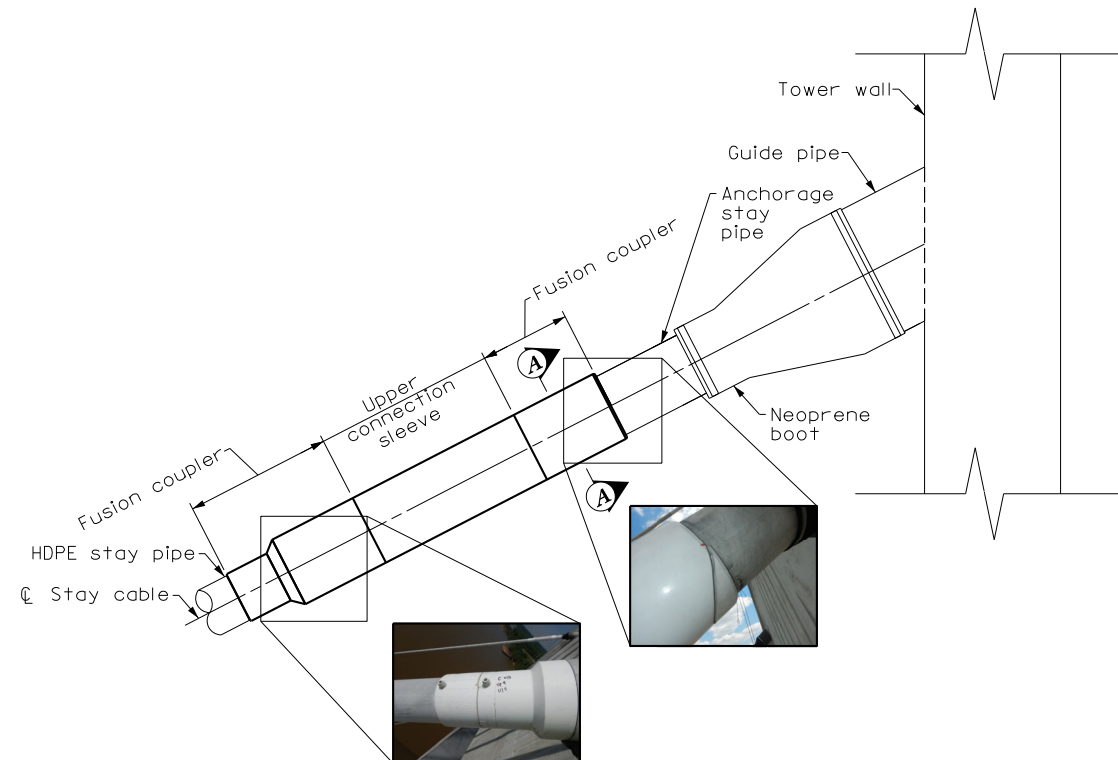 Tower wall
Guide pipe
Anchorage
stay
pipe
Fusion coupler
A
Upper
connection
sleeve
Neoprene
boot
Fusion coupler
A
HDPE stay pipe
℄ Stay cable